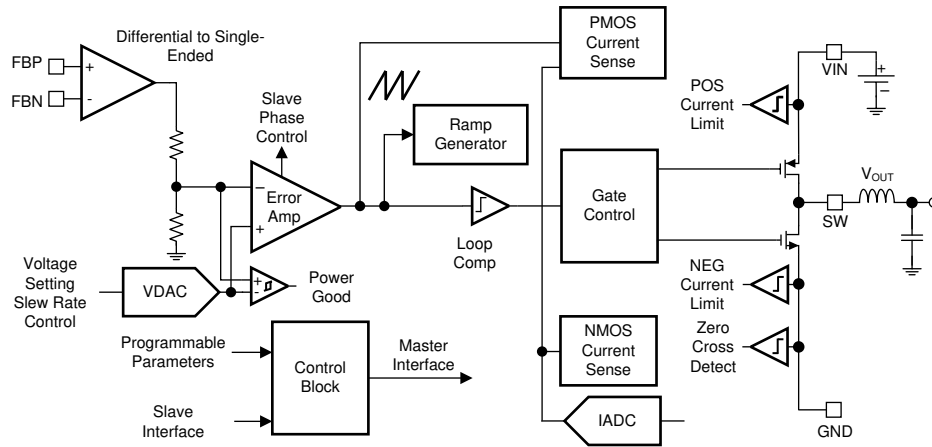 Differential to Single-
Ended
FBP
FBN
+
-
Slave
Phase
Control
PMOS
Current
Sense
VIN
+
−
POS
Current
Limit
Ramp
Generator
−
Error
Amp
+
Gate
Control
VOUT
SW
Loop
Comp
Voltage
Setting
Slew Rate
Control
VDAC
+
-
Power
Good
NEG
Current
Limit
Programmable
Parameters
Control
Block
Master
Interface
NMOS
Current
Sense
Zero
Cross
Detect
Slave
Interface
IADC
GND